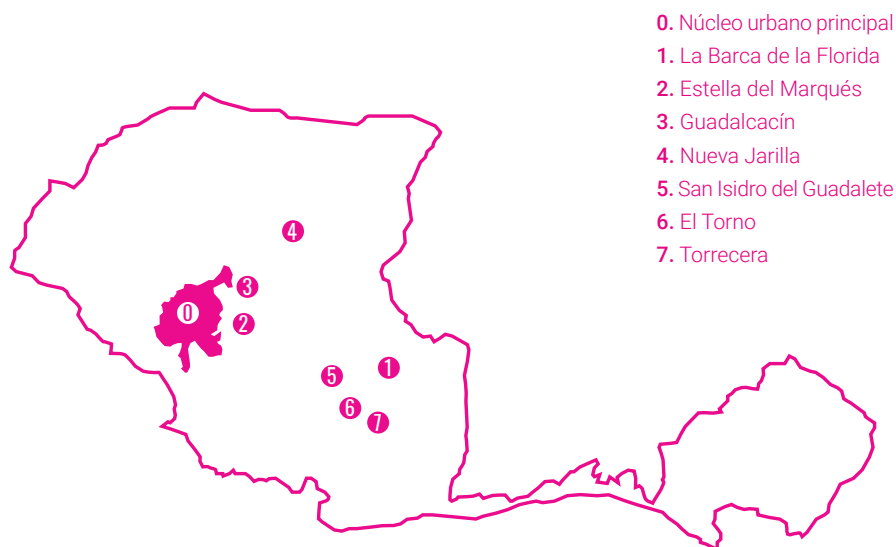 0. Núcleo urbano principal
1. La Barca de la Florida
2. Estella del Marqués
3. Guadalcacín
4. Nueva Jarilla
5. San Isidro del Guadalete
6. El Torno
7. Torrecera
4
3
0
2
1
5
6
7